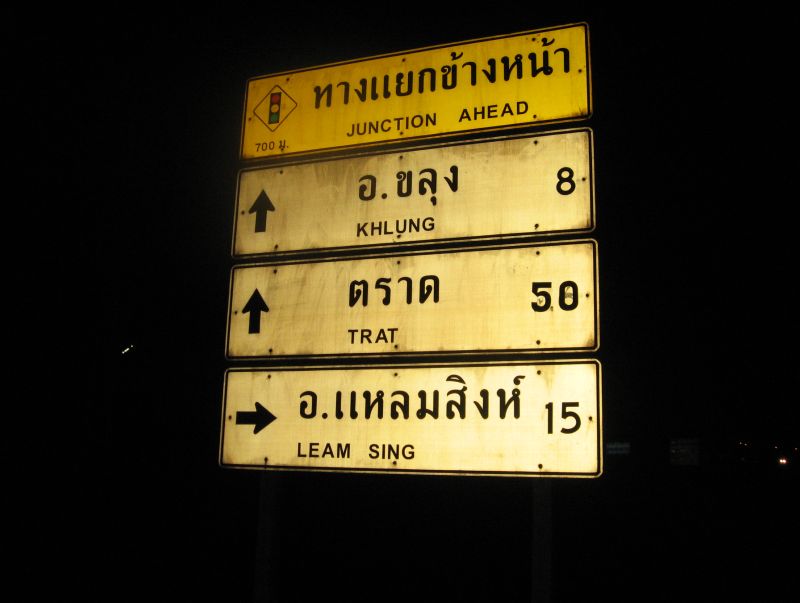 ทางแยกข้างหน้า
JUNCTION AHEAD
700 ม.
อ.ขลุง 8
KHLUNG
ตราด 50
TRAT
อ.แหลมสิงห์ 15
LEAM SING